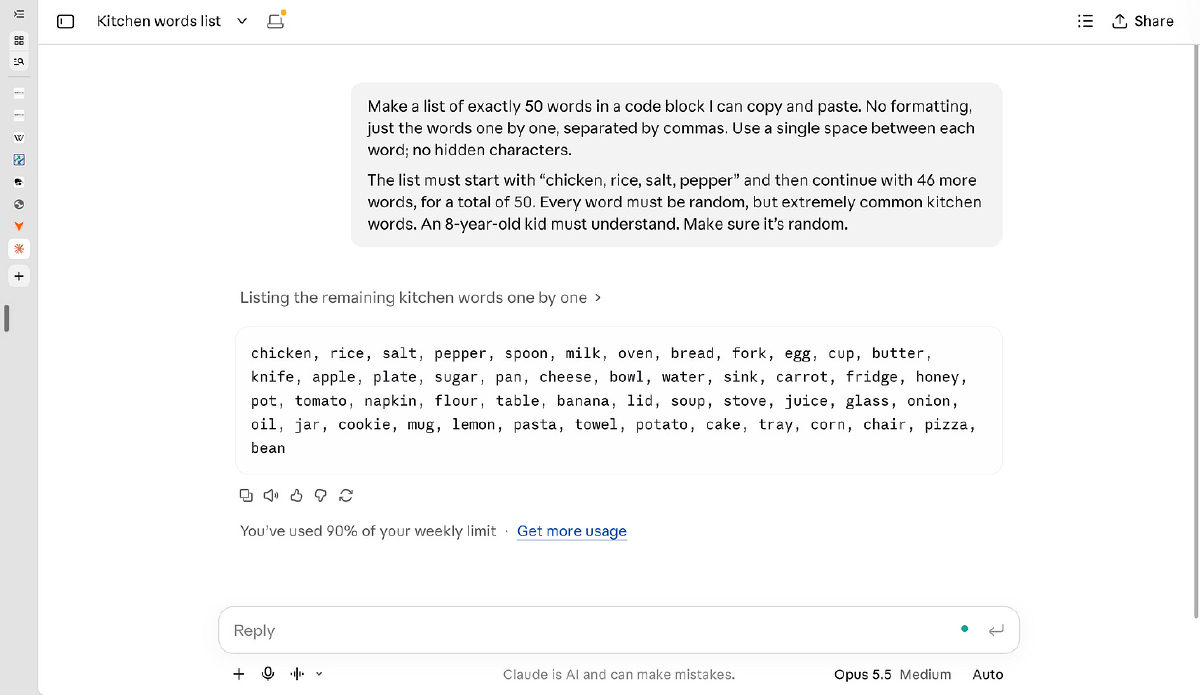 Kitchen words list
Share
Make a list of exactly 50 words in a code block I can copy and paste. No formatting,
just the words one by one, separated by commas. Use a single space between each
word; no hidden characters.
The list must start with “chicken, rice, salt, pepper” and then continue with 46 more
words, for a total of 50. Every word must be random, but extremely common kitchen
words. An 8-year-old kid must understand. Make sure it’s random.
Listing the remaining kitchen words one by one
chicken, rice, salt, pepper, spoon, milk, oven, bread, fork, egg, cup, butter,
knife, apple, plate, sugar, pan, cheese, bowl, water, sink, carrot, fridge, honey,
pot, tomato, napkin, flour, table, banana, lid, soup, stove, juice, glass, onion,
oil, jar, cookie, mug, lemon, pasta, towel, potato, cake, tray, corn, chair, pizza,
bean
You’ve used 90% of your weekly limit · Get more usage
Reply
Claude is AI and can make mistakes.
Opus 5.5 Medium Auto